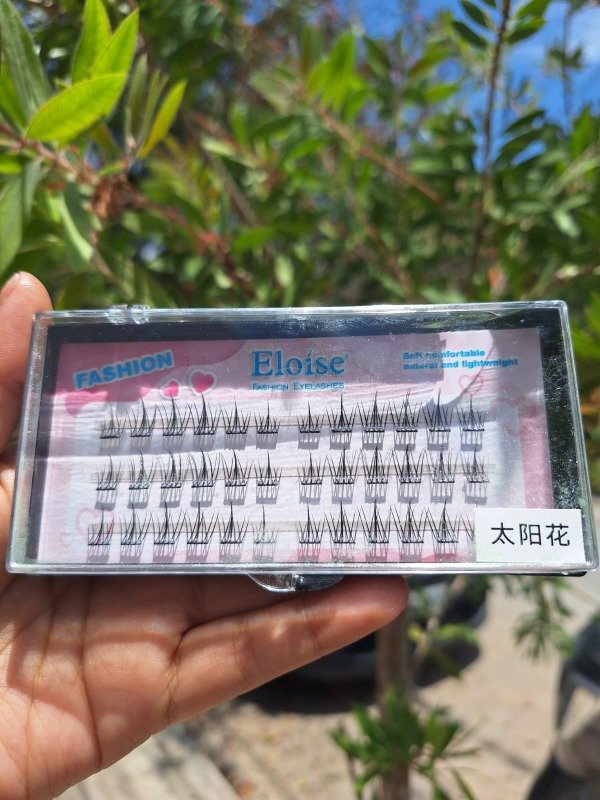 FASHION
Eloise
FASHION EYELASHES
Soft comfortable
natural and lightweight
太阳花